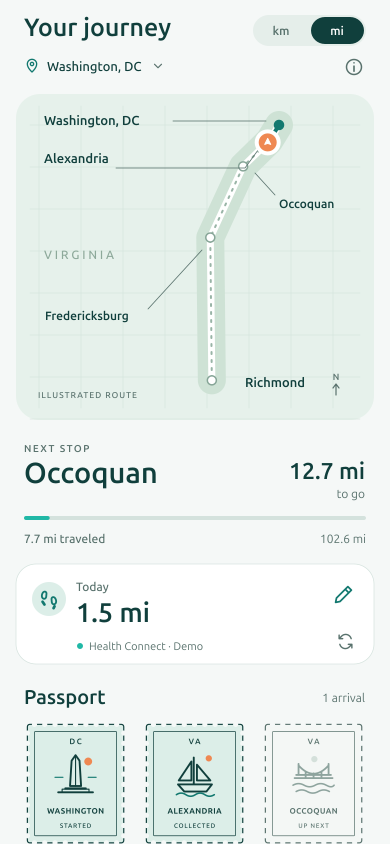 Your journey
km
mi
Washington, DC
Washington, DC
Alexandria
Occoquan
VIRGINIA
Fredericksburg
Richmond
N
ILLUSTRATED ROUTE
NEXT STOP
Occoquan
12.7 mi
to go
7.7 mi traveled
102.6 mi
Today
1.5 mi
Health Connect · Demo
Passport
1 arrival
DC
WASHINGTON
STARTED
VA
ALEXANDRIA
COLLECTED
VA
OCCOQUAN
UP NEXT